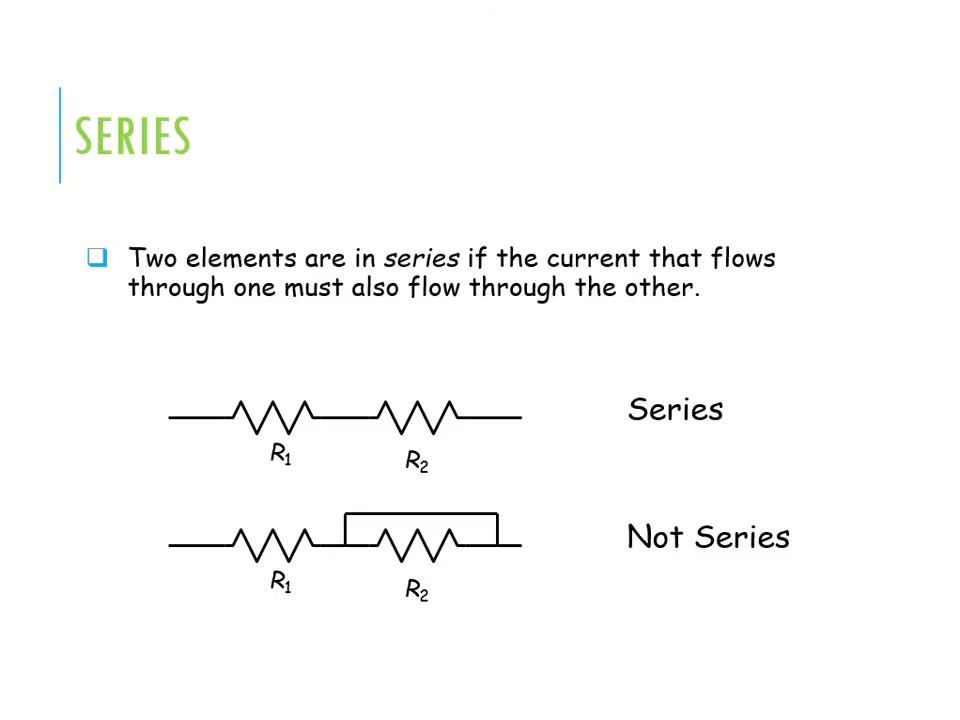 SERIES
❑ Two elements are in series if the current that flows
through one must also flow through the other.
Series
R₁
R₂
Not Series
R₁
R₂